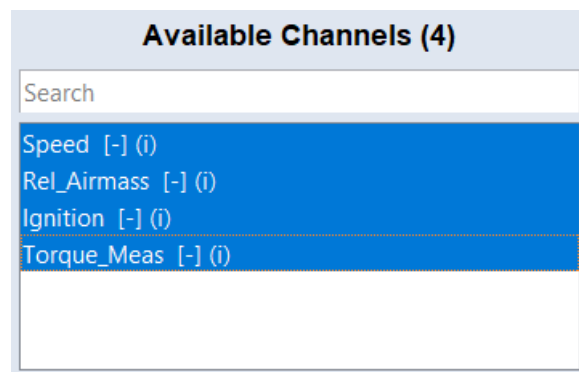 Available Channels (4)
Search
Speed [-] (i)
Rel_Airmass [-] (i)
Ignition [-] (i)
Torque_Meas [-] (i)